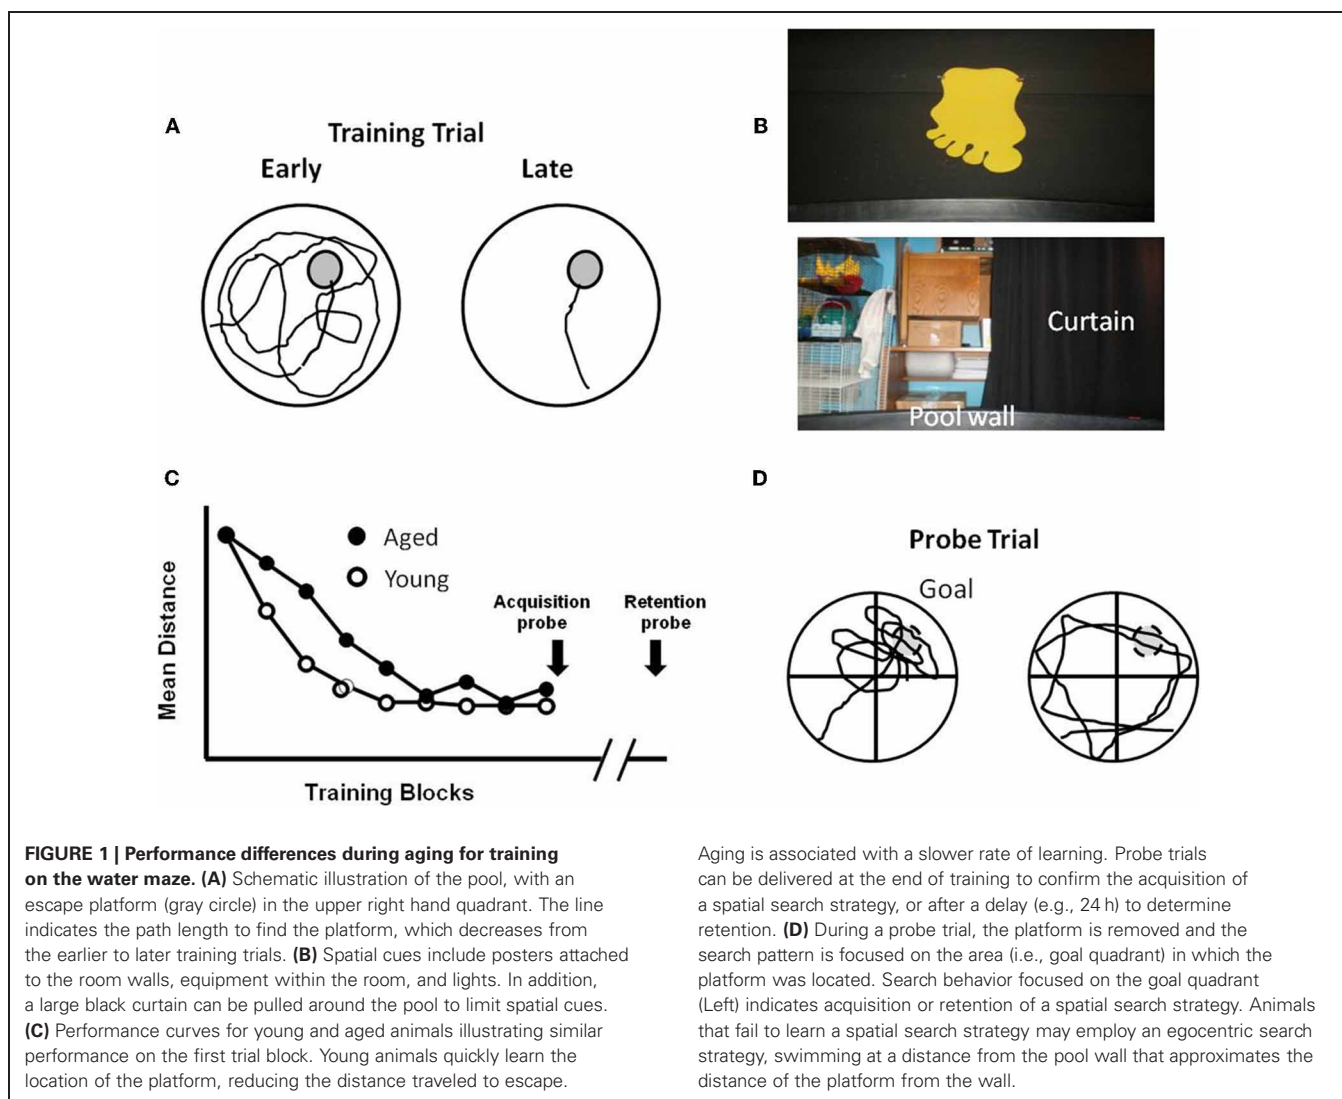 A
Training Trial
Early
Late
B
Curtain
Pool wall
C
Aged
Young
Acquisition
probe
Retention
probe
Mean Distance
Training Blocks
D
Probe Trial
Goal
FIGURE 1 | Performance differences during aging for training
on the water maze. (A) Schematic illustration of the pool, with an
escape platform (gray circle) in the upper right hand quadrant. The line
indicates the path length to find the platform, which decreases from
the earlier to later training trials. (B) Spatial cues include posters attached
to the room walls, equipment within the room, and lights. In addition,
a large black curtain can be pulled around the pool to limit spatial cues.
(C) Performance curves for young and aged animals illustrating similar
performance on the first trial block. Young animals quickly learn the
location of the platform, reducing the distance traveled to escape.
Aging is associated with a slower rate of learning. Probe trials
can be delivered at the end of training to confirm the acquisition of
a spatial search strategy, or after a delay (e.g., 24 h) to determine
retention. (D) During a probe trial, the platform is removed and the
search pattern is focused on the area (i.e., goal quadrant) in which the
platform was located. Search behavior focused on the goal quadrant
(Left) indicates acquisition or retention of a spatial search strategy. Animals
that fail to learn a spatial search strategy may employ an egocentric search
strategy, swimming at a distance from the pool wall that approximates the
distance of the platform from the wall.